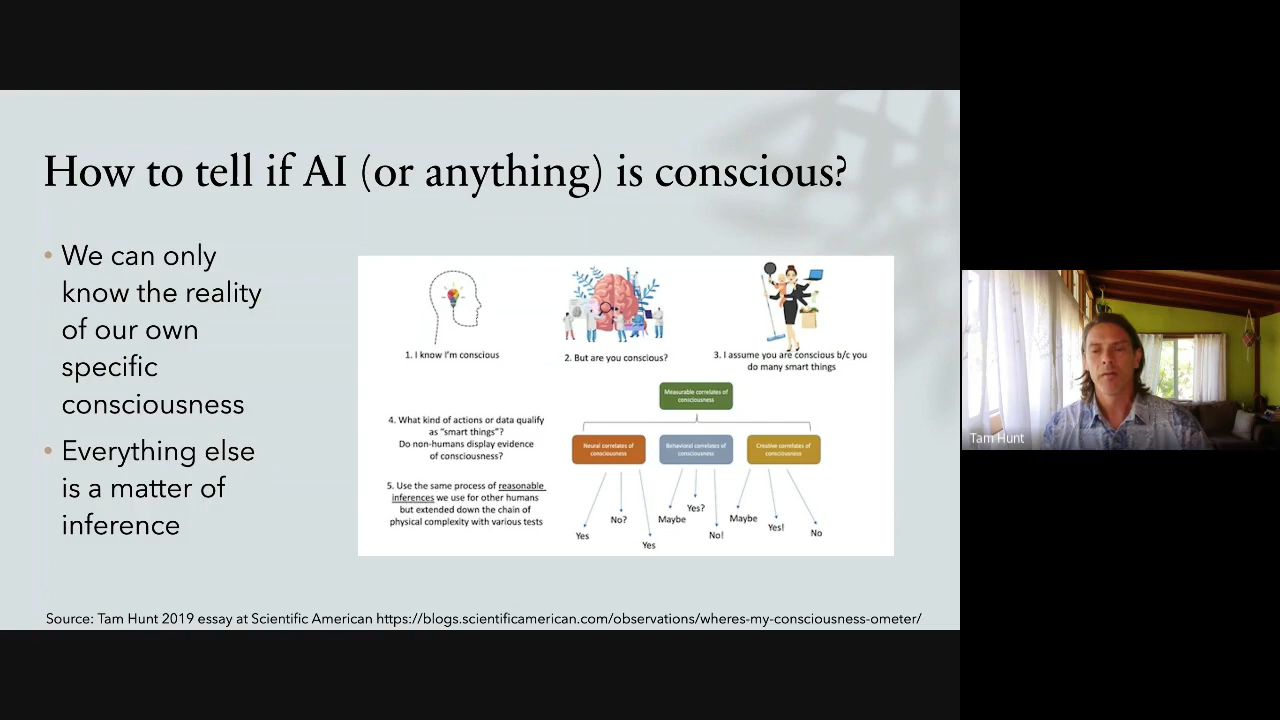 How to tell if AI (or anything) is conscious?
• We can only
know the reality
of our own
specific
consciousness
• Everything else
is a matter of
inference
1. I know I'm conscious
2. But are you conscious?
3. I assume you are conscious b/c you
do many smart things
Measurable correlates of
consciousness
4. What kind of actions or data qualify
as "smart things"?
Do non-humans display evidence
of consciousness?
Neural correlates of
consciousness
Behavioral correlates of
consciousness
Creative correlates of
consciousness
5. Use the same process of reasonable
inferences we use for other humans
but extended down the chain of
physical complexity with various tests
Yes
No?
Yes
Maybe
Yes?
No!
Maybe
Yes!
No
Source: Tam Hunt 2019 essay at Scientific American https://blogs.scientificamerican.com/observations/wheres-my-consciousness-ometer/
Tam Hunt